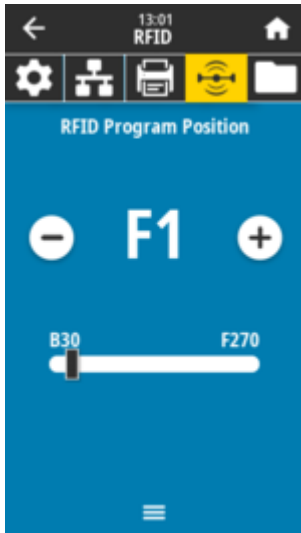 13:01
RFID
RFID Program Position
F1
B30 F270